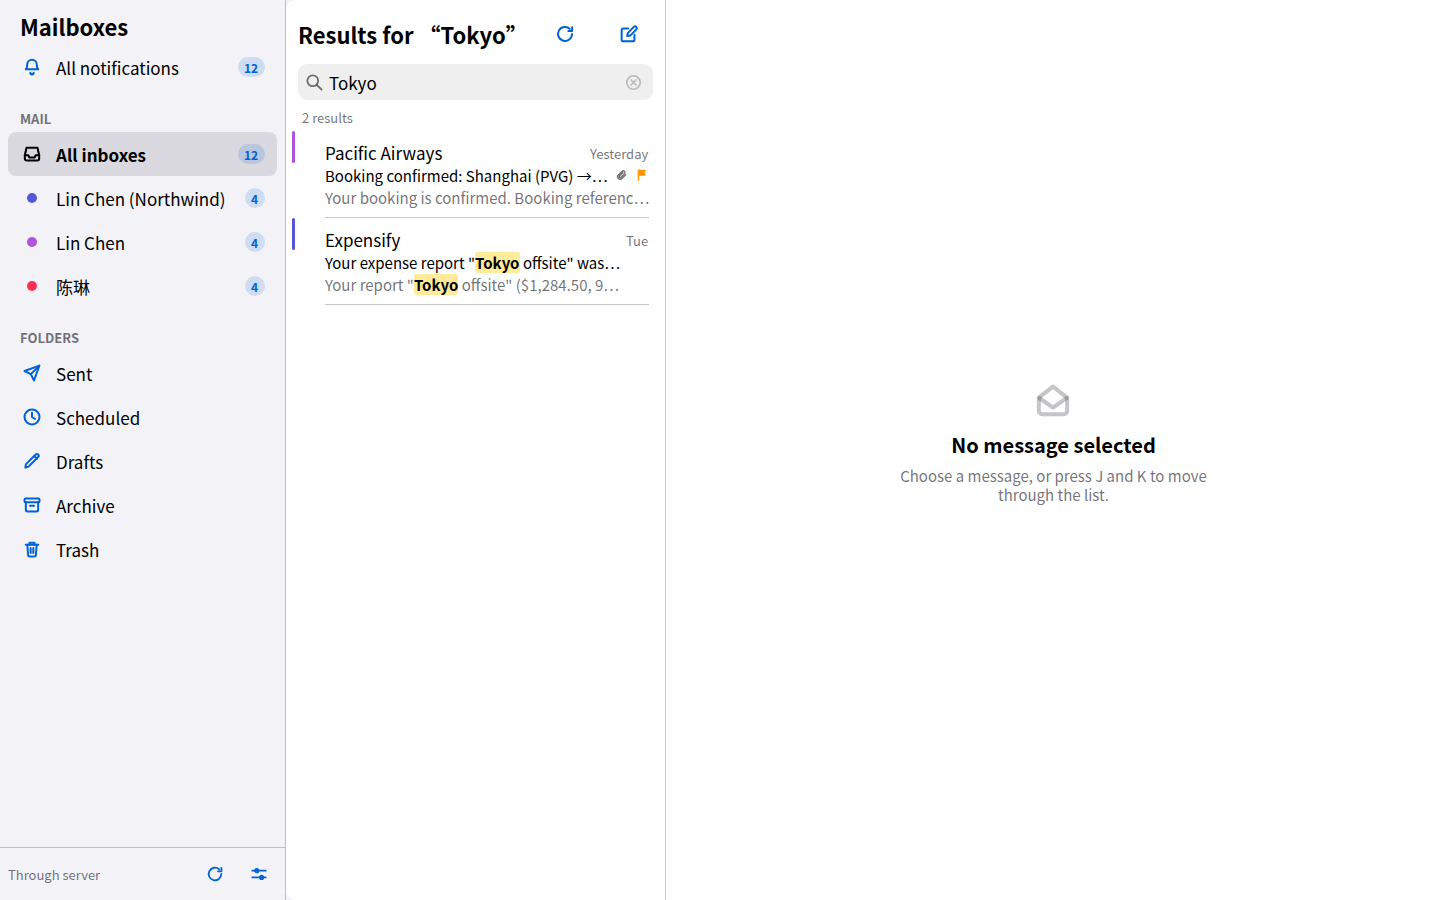 Mailboxes
All notifications 12
MAIL
All inboxes 12
Lin Chen (Northwind) 4
Lin Chen 4
陈琳 4
FOLDERS
Sent
Scheduled
Drafts
Archive
Trash
Through server
Results for “Tokyo”
Tokyo
2 results
Pacific Airways Yesterday
Booking confirmed: Shanghai (PVG) →…
Your booking is confirmed. Booking referenc…
Expensify Tue
Your expense report "Tokyo offsite" was…
Your report "Tokyo offsite" ($1,284.50, 9…
No message selected
Choose a message, or press J and K to move
through the list.